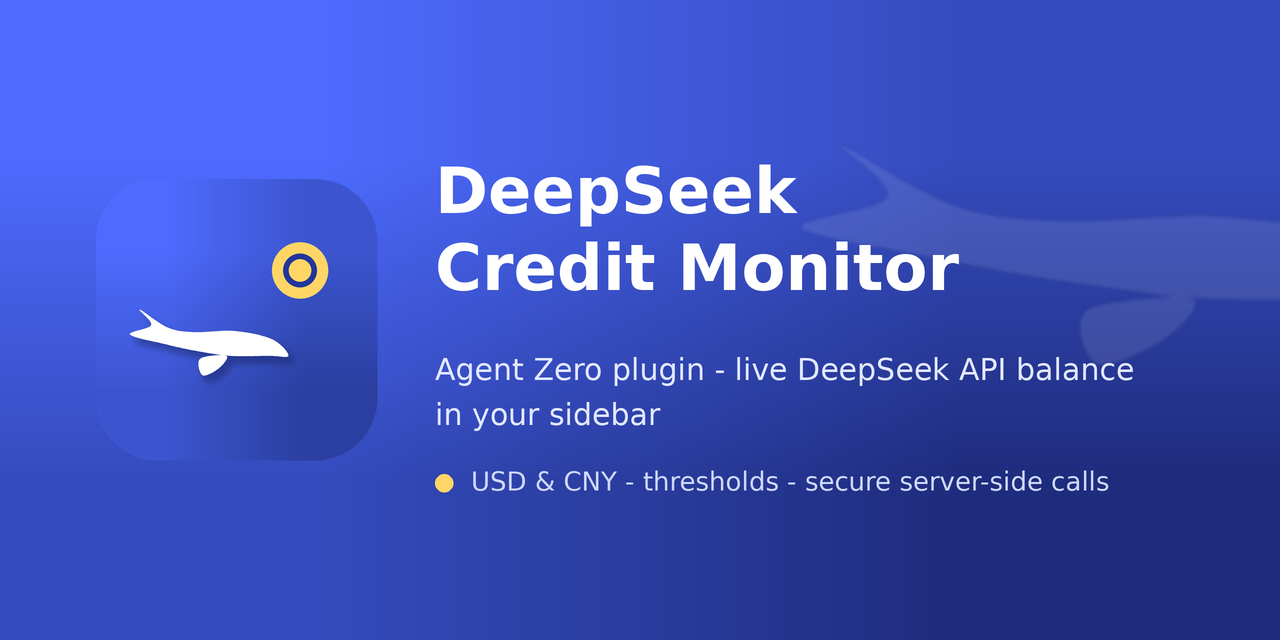 DeepSeek
Credit Monitor
Agent Zero plugin - live DeepSeek API balance
in your sidebar
USD & CNY - thresholds - secure server-side calls